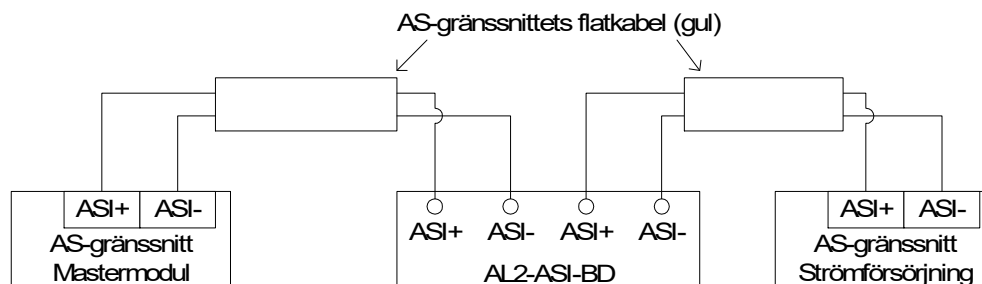 AS-gränssnittets flatkabel (gul)
ASI+ ASI-
AS-gränssnitt
Mastermodul
ASI+ ASI- ASI+ ASI-
AL2-ASI-BD
ASI+ ASI-
AS-gränssnitt
Strömförsörjning